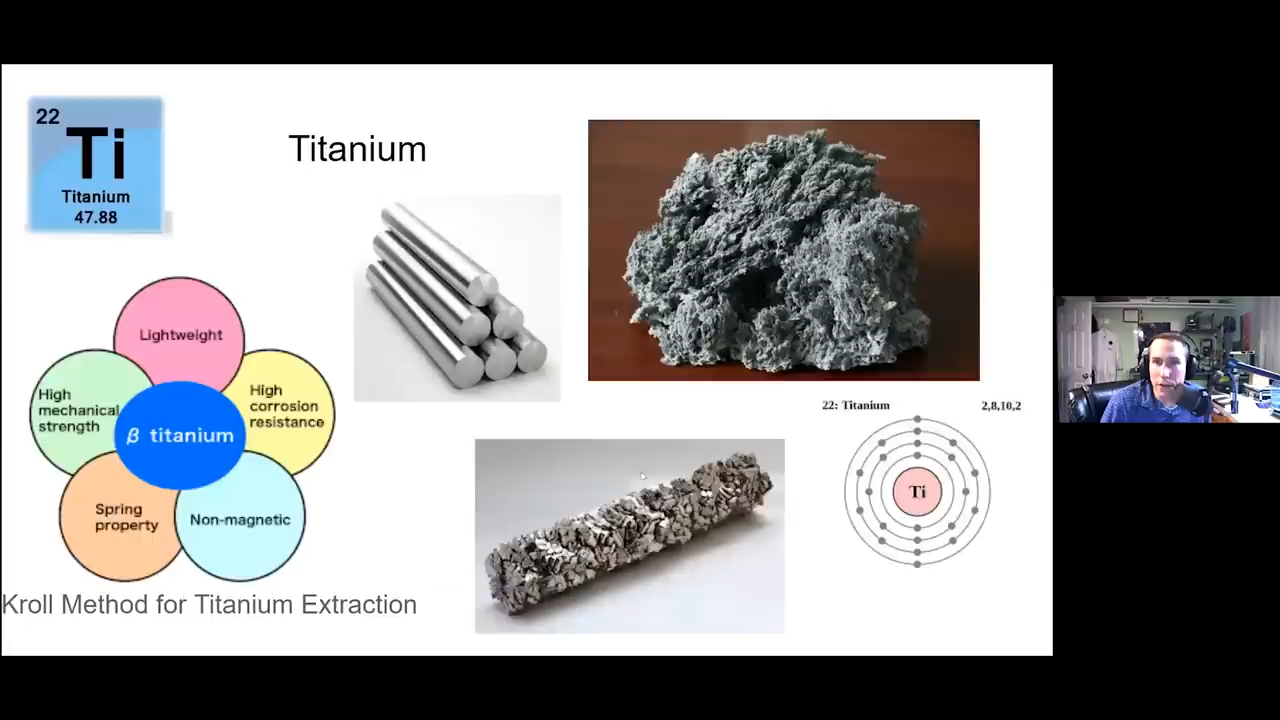 22
Ti
Titanium
47.88
Titanium
Lightweight
High
mechanical
strength
High
corrosion
resistance
β titanium
Spring
property
Non-magnetic
Kroll Method for Titanium Extraction
22: Titanium
2,8,10,2
Ti